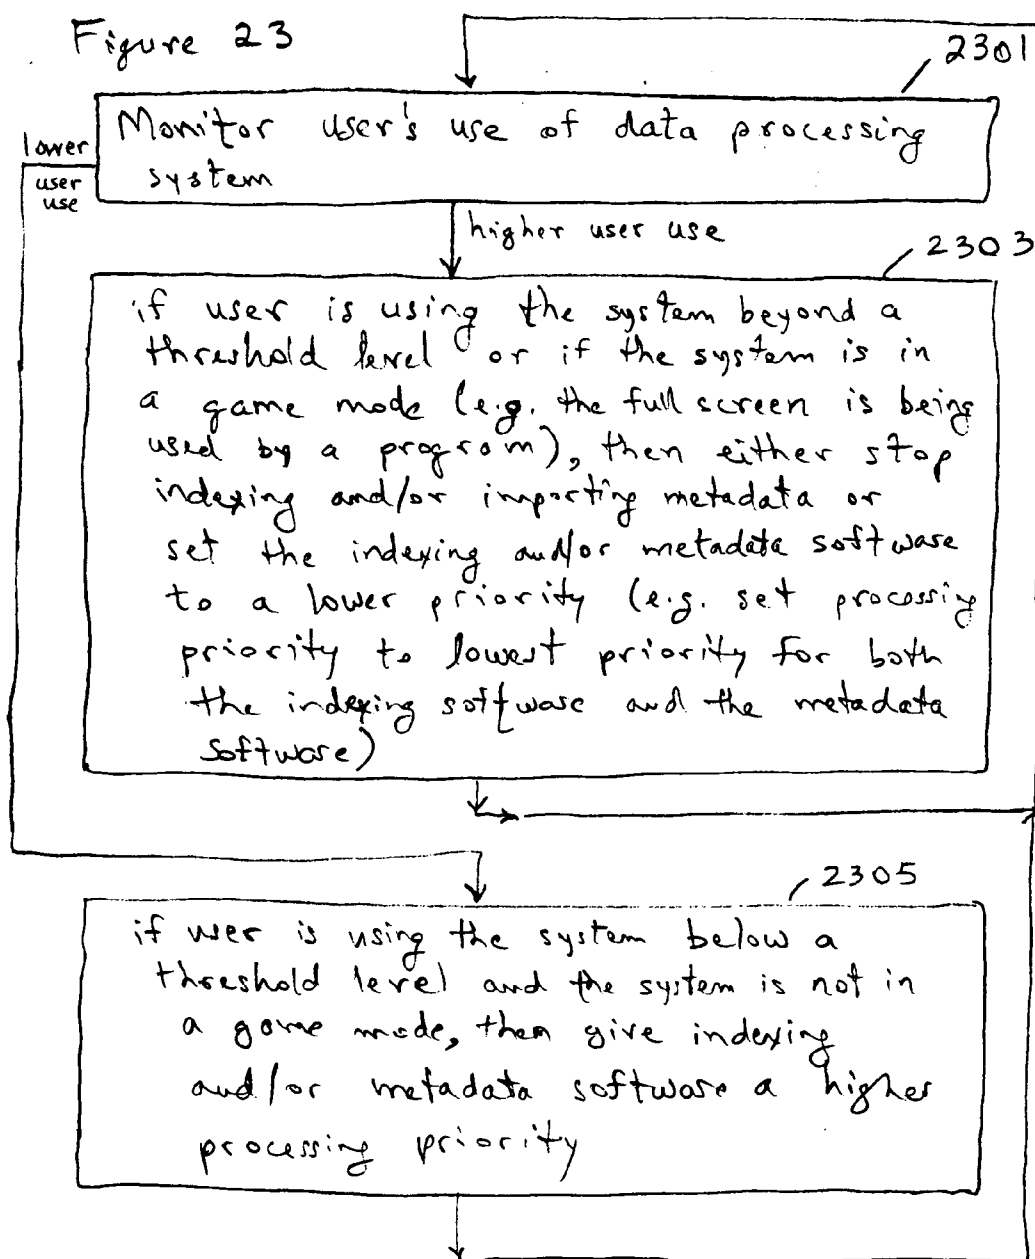 Figure 23
2301
Monitor user's use of data processing
system
lower
user
use
higher user use
2303
if user is using the system beyond a
threshold level or if the system is in
a game mode (e.g. the full screen is being
used by a program), then either stop
indexing and/or importing metadata or
set the indexing and/or metadata software
to a lower priority (e.g. set processing
priority to lowest priority for both
the indexing software and the metadata
software)
2305
if user is using the system below a
threshold level and the system is not in
a game mode, then give indexing
and/or metadata software a higher
processing priority